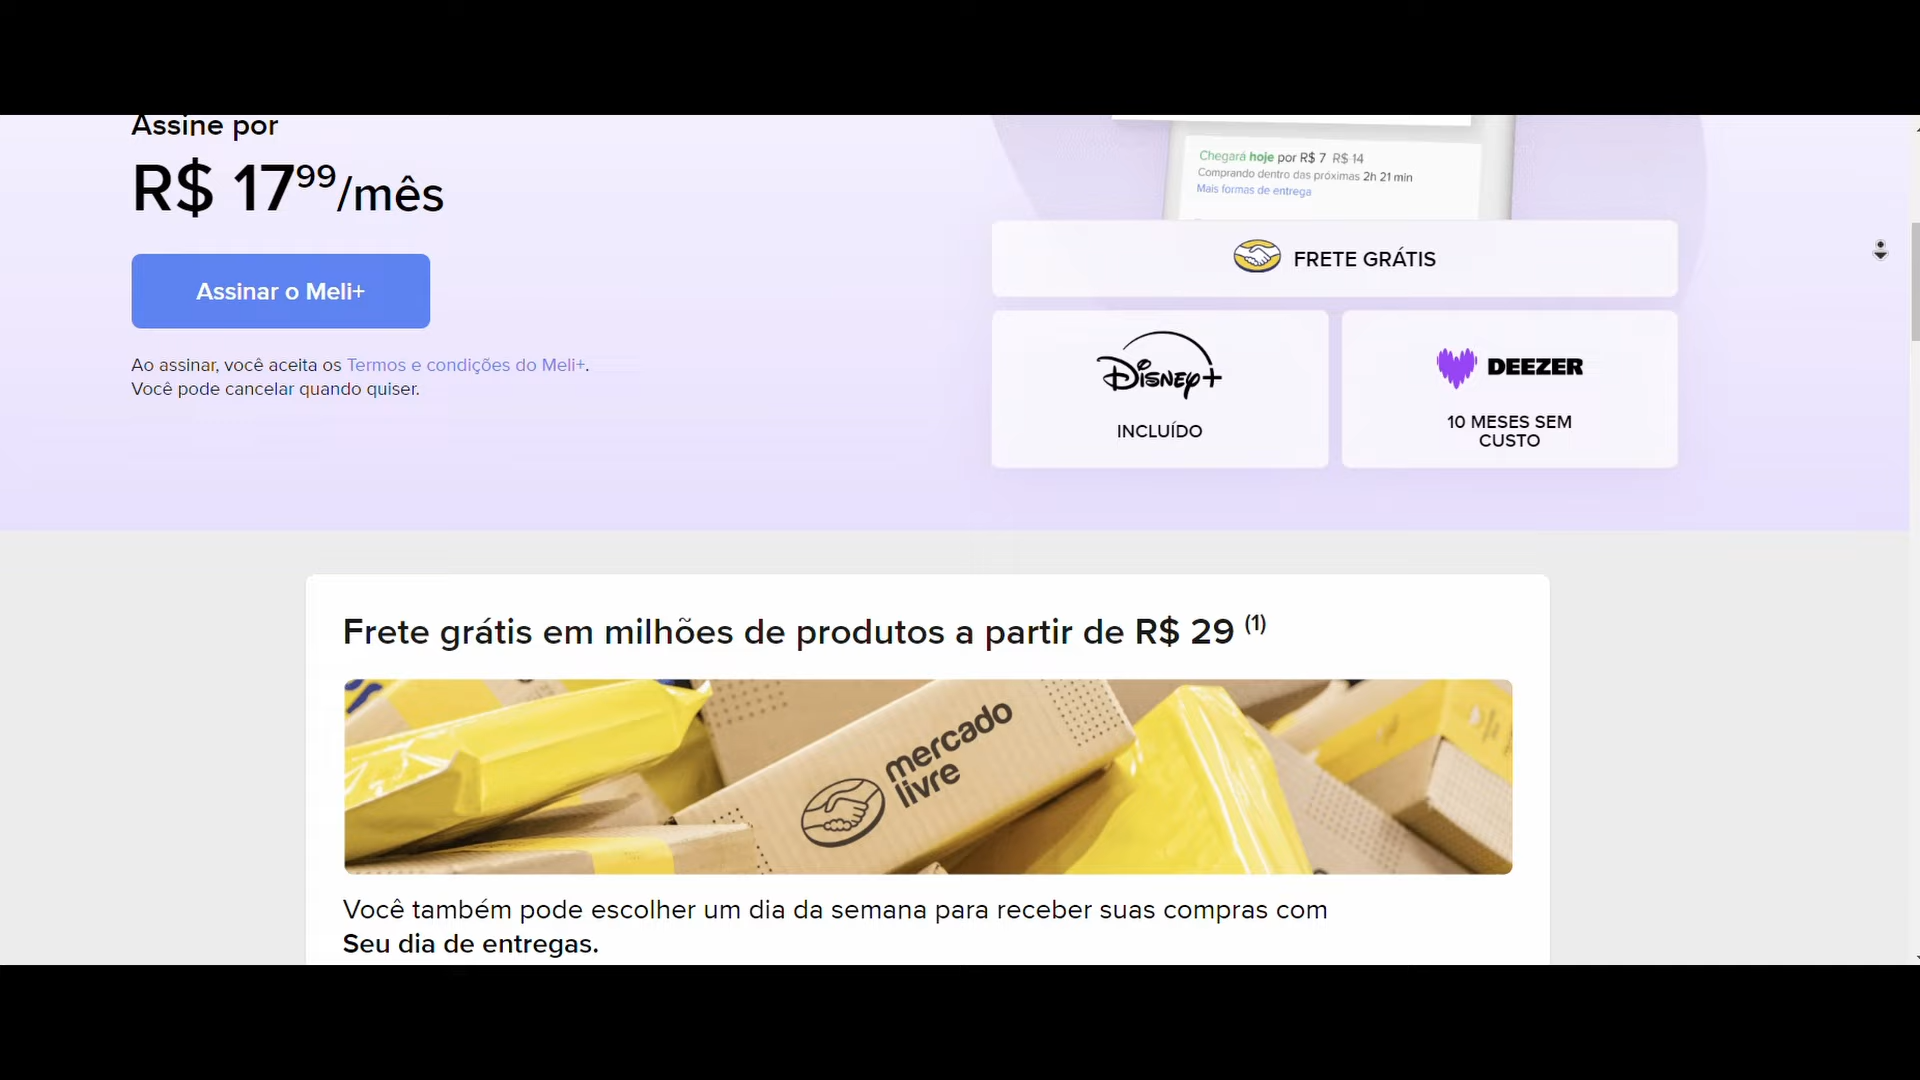 Assine por
R$ 1799/mês
Assinar o Meli+
Ao assinar, você aceita os Termos e condições do Meli+.
Você pode cancelar quando quiser.
Chegará hoje por R$ 7 R$ 14
Comprando dentro das próximas 2h 21 min
Mais formas de entrega
FRETE GRÁTIS
Disney+
INCLUÍDO
DEEZER
10 MESES SEM
CUSTO
Frete grátis em milhões de produtos a partir de R$ 29 (1)
mercado
livre
Você também pode escolher um dia da semana para receber suas compras com
Seu dia de entregas.